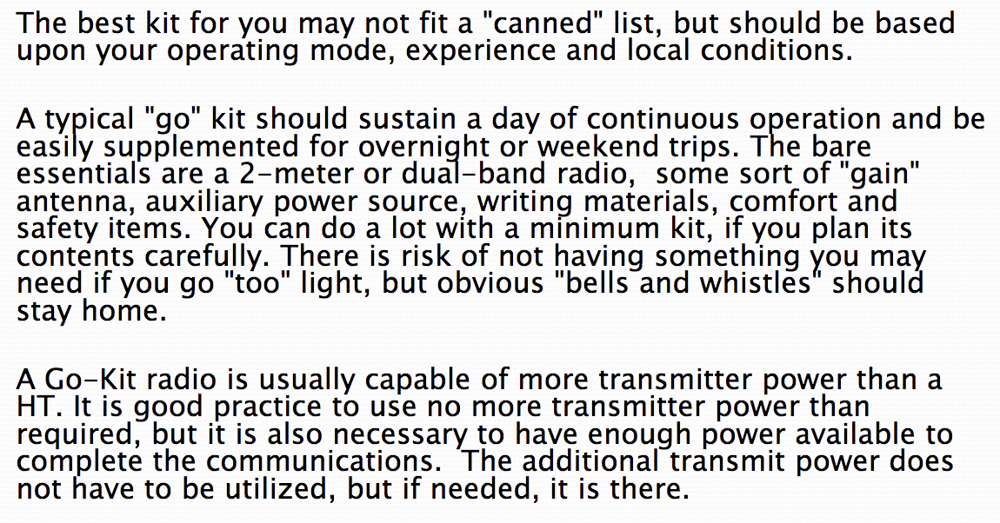 The best kit for you may not fit a "canned" list, but should be based
upon your operating mode, experience and local conditions.
A typical "go" kit should sustain a day of continuous operation and be
easily supplemented for overnight or weekend trips. The bare
essentials are a 2-meter or dual-band radio,  some sort of "gain"
antenna, auxiliary power source, writing materials, comfort and
safety items. You can do a lot with a minimum kit, if you plan its
contents carefully. There is risk of not having something you may
need if you go "too" light, but obvious "bells and whistles" should
stay home.
A Go-Kit radio is usually capable of more transmitter power than a
HT. It is good practice to use no more transmitter power than
required, but it is also necessary to have enough power available to
complete the communications.  The additional transmit power does
not have to be utilized, but if needed, it is there.